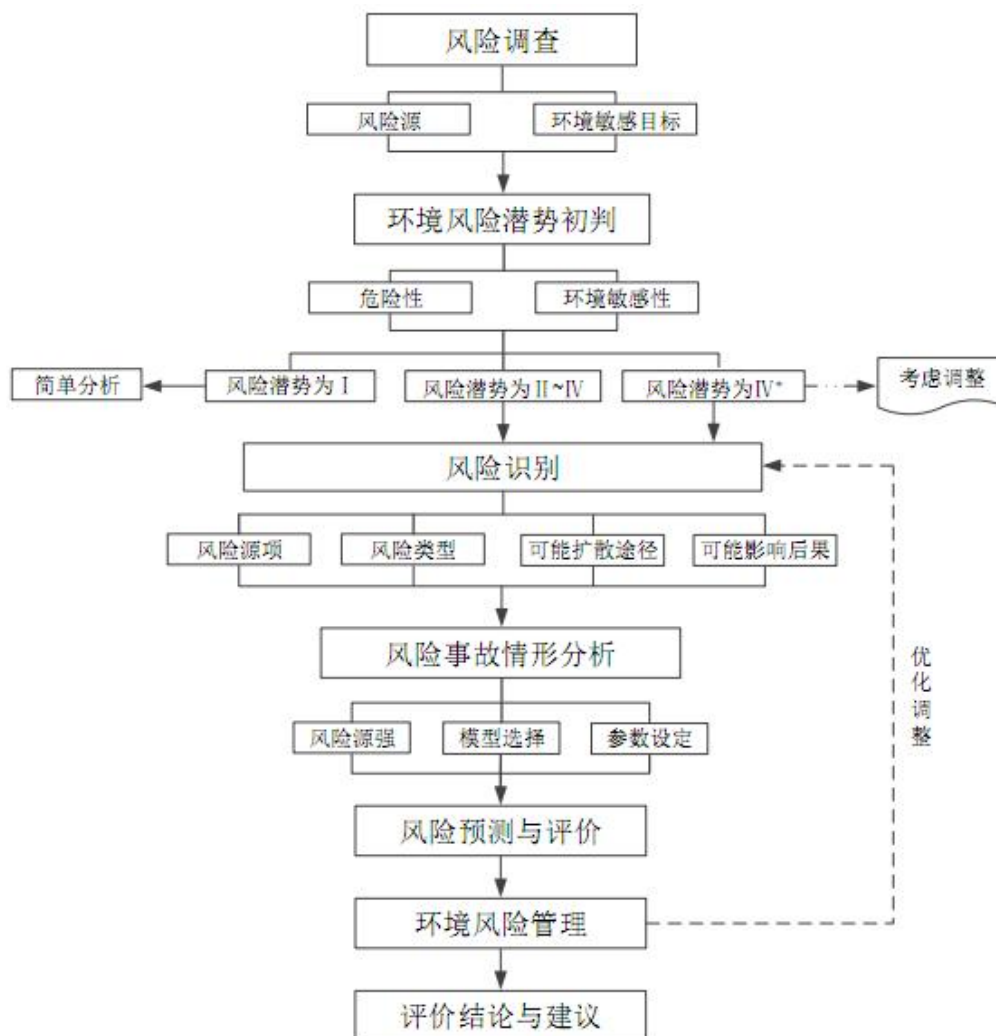 风险调查
风险源
环境敏感目标
环境风险潜势初判
危险性
环境敏感性
简单分析
风险潜势为Ⅰ
风险潜势为Ⅱ~Ⅳ
风险潜势为Ⅳ+
考虑调整
风险识别
风险源项
风险类型
可能扩散途径
可能影响后果
风险事故情形分析
优化调整
风险源强
模型选择
参数设定
风险预测与评价
环境风险管理
评价结论与建议